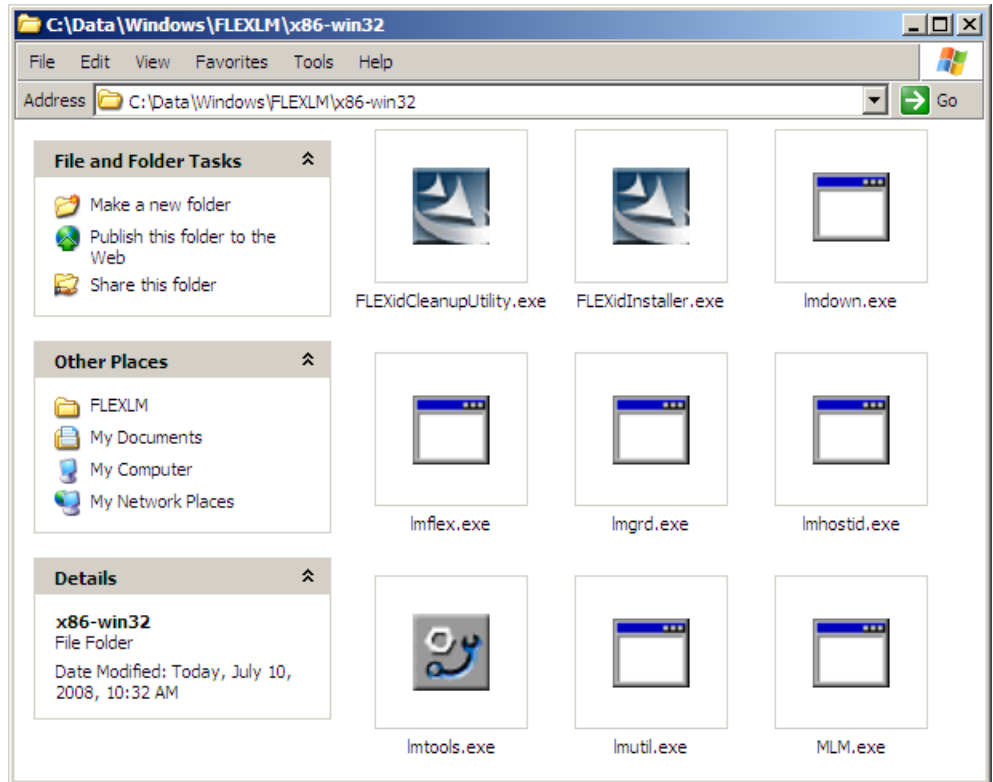 C:\Data\Windows\FLEXLM\x86-win32
File Edit View Favorites Tools Help
Address C:\Data\Windows\FLEXLM\x86-win32 Go
File and Folder Tasks
Make a new folder
Publish this folder to the
Web
Share this folder
Other Places
FLEXLM
My Documents
My Computer
My Network Places
Details
x86-win32
File Folder
Date Modified: Today, July 10,
2008, 10:32 AM
FLEXidCleanupUtility.exe FLEXidInstaller.exe lmdown.exe
lmflex.exe lmgrd.exe lmhostid.exe
lmtools.exe lmutil.exe MLM.exe